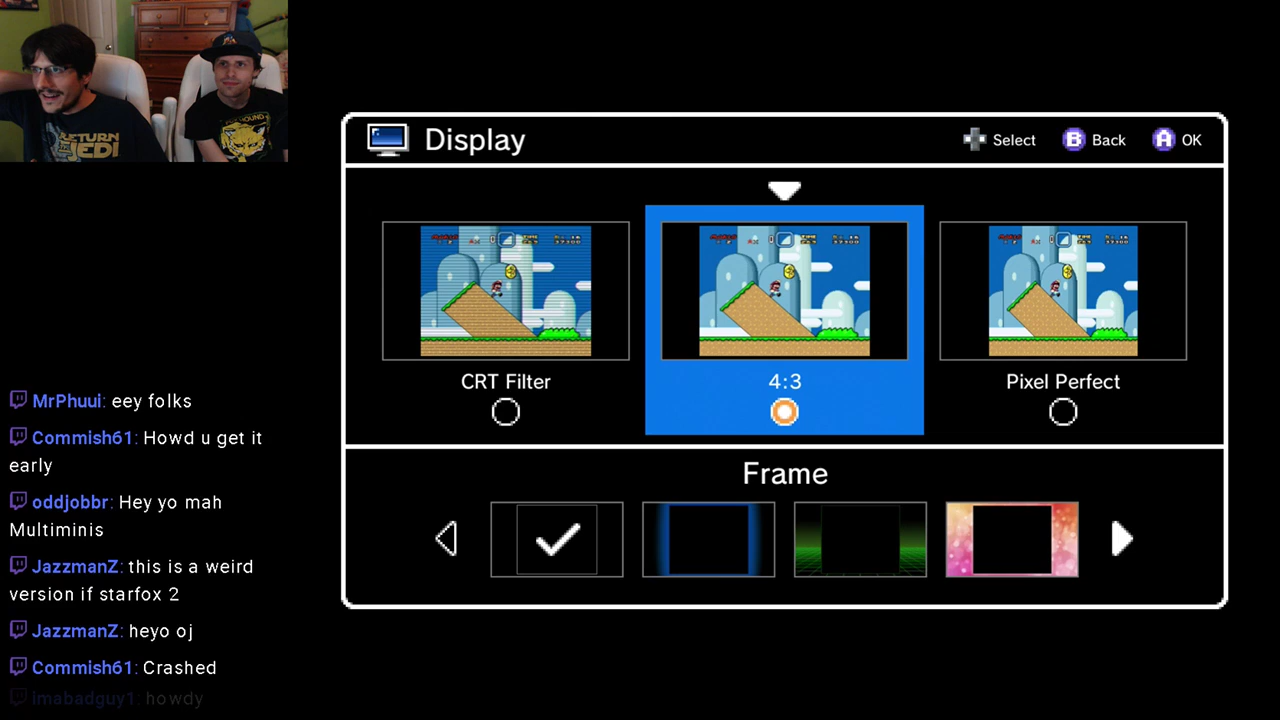 RETURN
JEDI
Display
Select
B Back
A OK
CRT Filter
4:3
Pixel Perfect
Frame
MrPhuui: eey folks
Commish61: Howd u get it
early
oddjobbr: Hey yo mah
Multiminis
JazzmanZ: this is a weird
version if starfox 2
JazzmanZ: heyo oj
Commish61: Crashed
imabadguy1: howdy